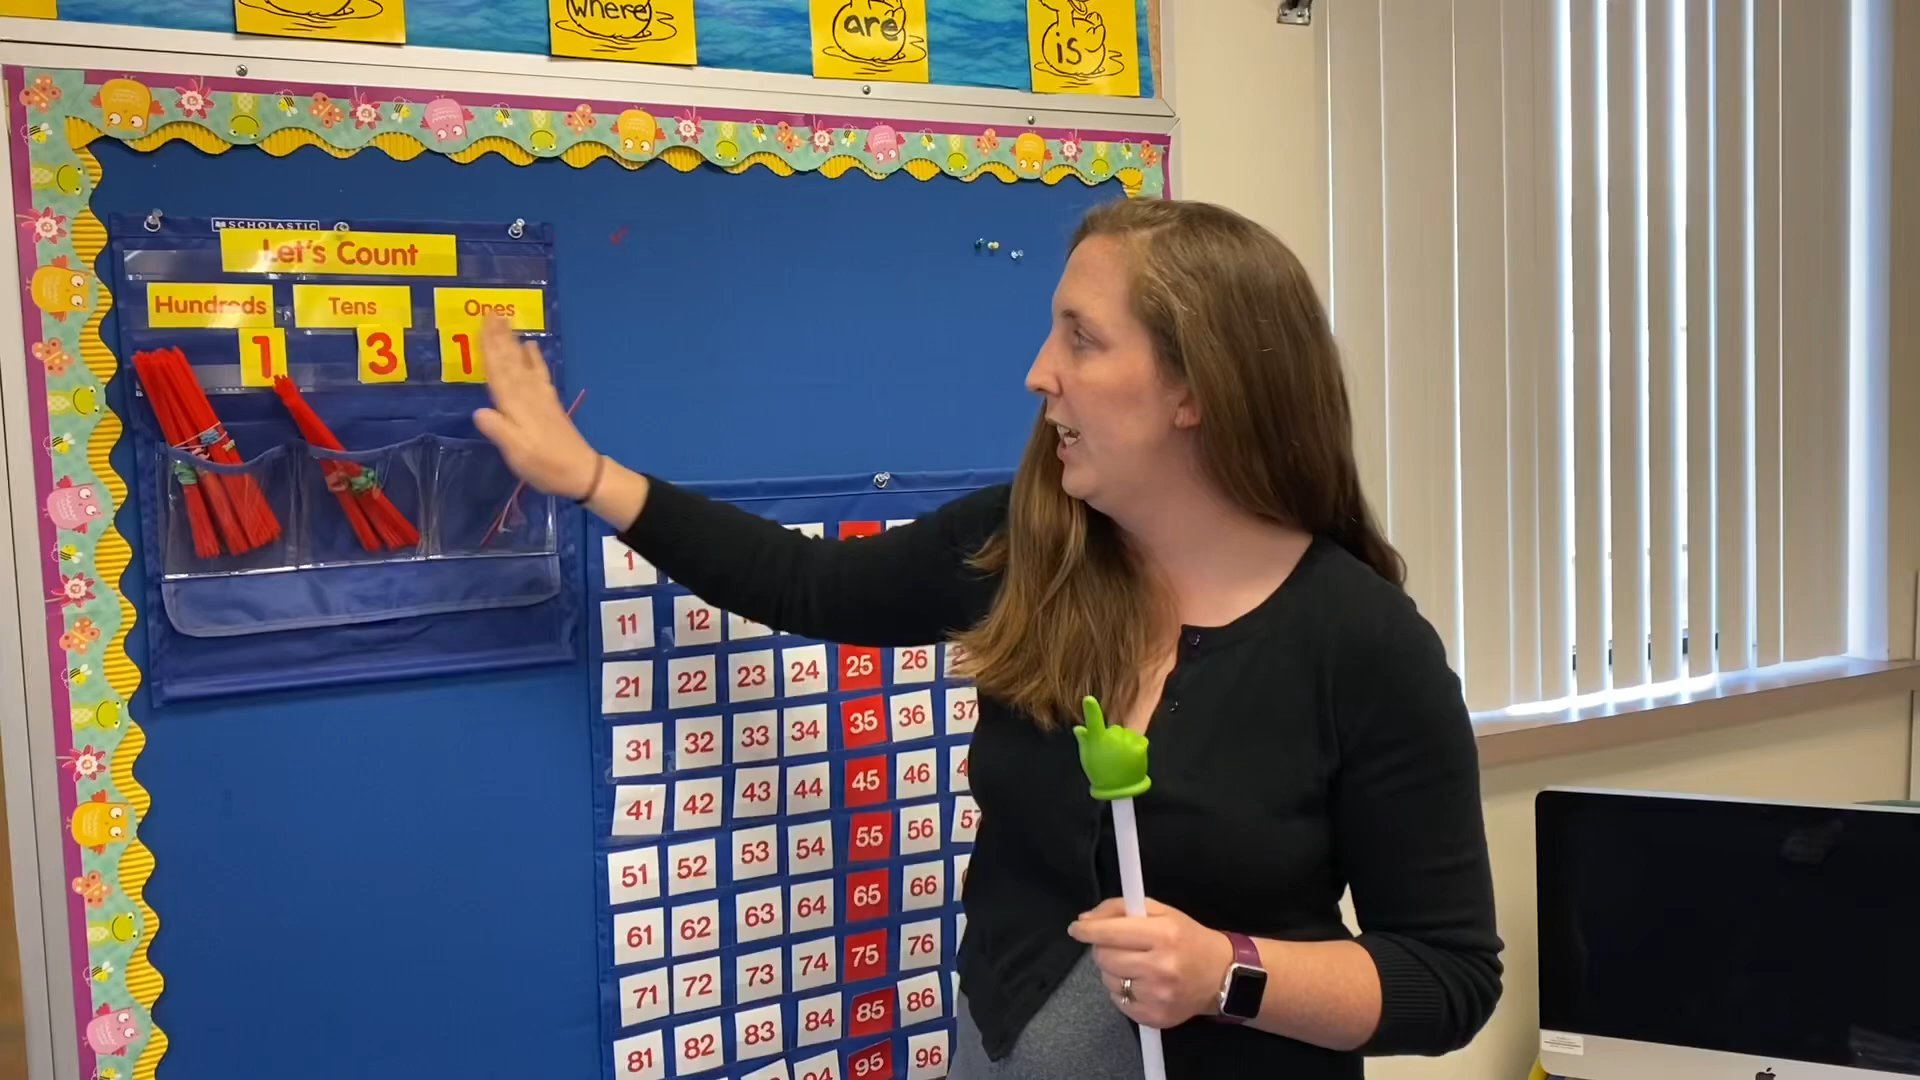 where are is
SCHOLASTIC
Let's Count
Hundreds Tens Ones
1 3 1
1
11 12
21 22 23 24 25 26
31 32 33 34 35 36 37
41 42 43 44 45 46
51 52 53 54 55 56 57
61 62 63 64 65 66
71 72 73 74 75 76
81 82 83 84 85 86
94 95 96